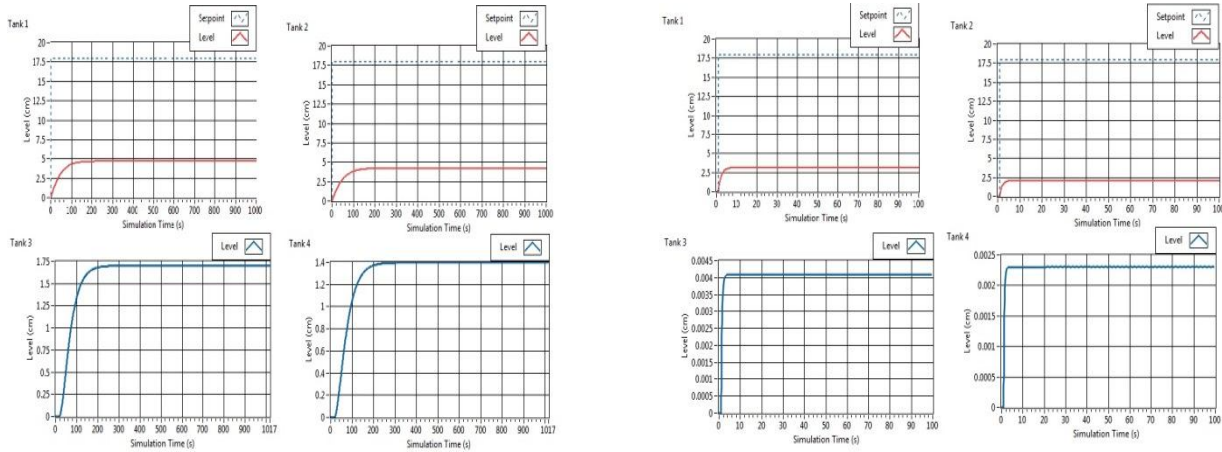 Tank 1
Setpoint
Level
Level (cm)
20
17.5
15
12.5
10
7.5
5
2.5
0
0 100 200 300 400 500 600 700 800 900 1000
Simulation Time (s)
Tank 2
Setpoint
Level
Level (cm)
20
17.5
15
12.5
10
7.5
5
2.5
0
0 100 200 300 400 500 600 700 800 900 1000
Simulation Time (s)
Tank 1
Setpoint
Level
Level (cm)
20
17.5
15
12.5
10
7.5
5
2.5
0
0 10 20 30 40 50 60 70 80 90 100
Simulation Time (s)
Tank 2
Setpoint
Level
Level (cm)
20
17.5
15
12.5
10
7.5
5
2.5
0
0 10 20 30 40 50 60 70 80 90 100
Simulation Time (s)
Tank 3
Level
Level (cm)
1.75
1.5
1.25
1
0.75
0.5
0.25
0
0 100 200 300 400 500 600 700 800 900 1017
Simulation Time (s)
Tank 4
Level
Level (cm)
1.4
1.2
1
0.8
0.6
0.4
0.2
0
0 100 200 300 400 500 600 700 800 900 1017
Simulation Time (s)
Tank 3
Level
Level (cm)
0.0045
0.004
0.0035
0.003
0.0025
0.002
0.0015
0.001
0.0005
0
0 10 20 30 40 50 60 70 80 90 100
Simulation Time (s)
Tank 4
Level
Level (cm)
0.0025
0.002
0.0015
0.001
0.0005
0
0 10 20 30 40 50 60 70 80 90 100
Simulation Time (s)